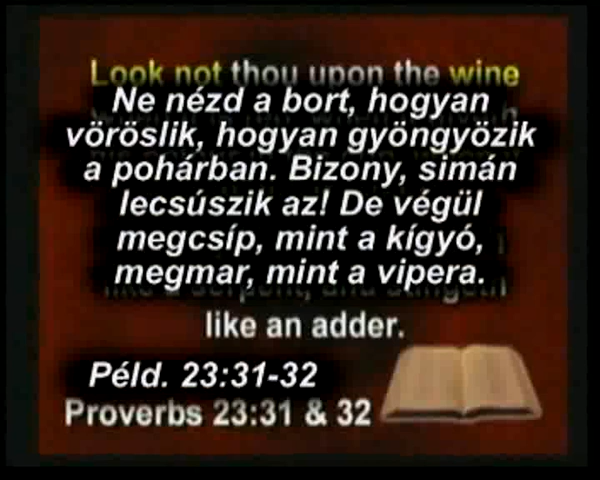 Look not thou upon the wine
Ne nézd a bort, hogyan
vöröslik, hogyan gyöngyözik
a pohárban. Bizony, simán
lecsúszik az! De végül
megcsíp, mint a kígyó,
megmar, mint a vipera.
like an adder.
Péld. 23:31-32
Proverbs 23:31 & 32